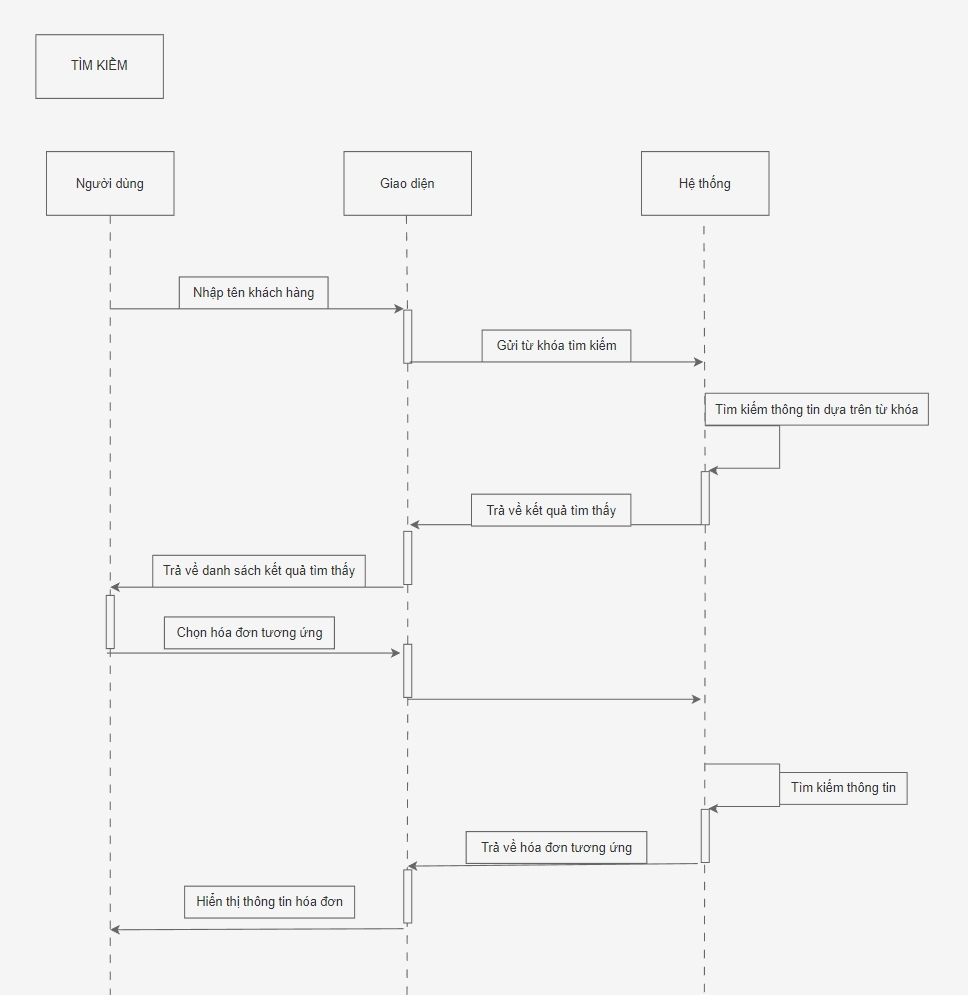 TÌM KIẾM
Người dùng
Giao diện
Hệ thống
Nhập tên khách hàng
Gửi từ khóa tìm kiếm
Tìm kiếm thông tin dựa trên từ khóa
Trả về kết quả tìm thấy
Trả về danh sách kết quả tìm thấy
Chọn hóa đơn tương ứng
Tìm kiếm thông tin
Trả về hóa đơn tương ứng
Hiển thị thông tin hóa đơn